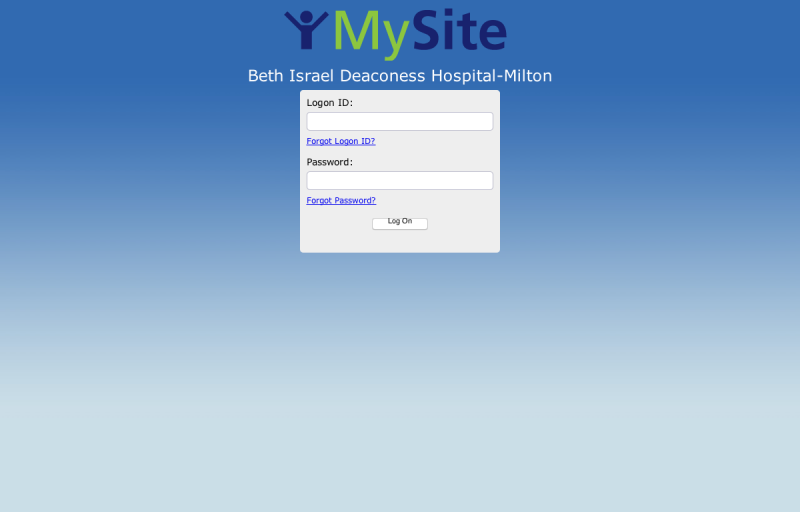 MySite
Beth Israel Deaconess Hospital-Milton
Logon ID:
Forgot Logon ID?
Password:
Forgot Password?
Log On